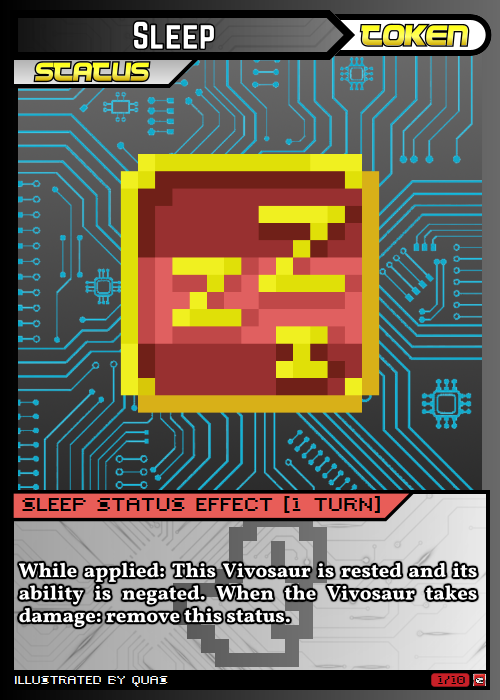 Sleep
TOKEN
STATUS
SLEEP STATUS EFFECT [1 TURN]
While applied: This Vivosaur is rested and its
ability is negated. When the Vivosaur takes
damage: remove this status.
ILLUSTRATED BY QUAS
1/10